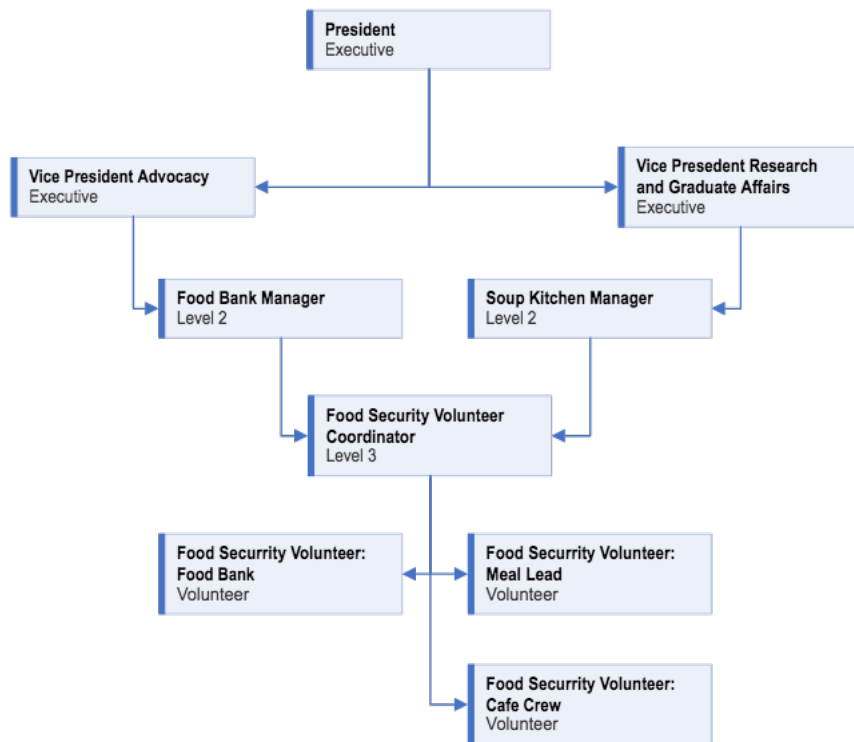 President
Executive
Vice President Advocacy
Executive
Vice Presedent Research
and Graduate Affairs
Executive
Food Bank Manager
Level 2
Soup Kitchen Manager
Level 2
Food Security Volunteer
Coordinator
Level 3
Food Securrity Volunteer:
Food Bank
Volunteer
Food Securrity Volunteer:
Meal Lead
Volunteer
Food Securrity Volunteer:
Cafe Crew
Volunteer